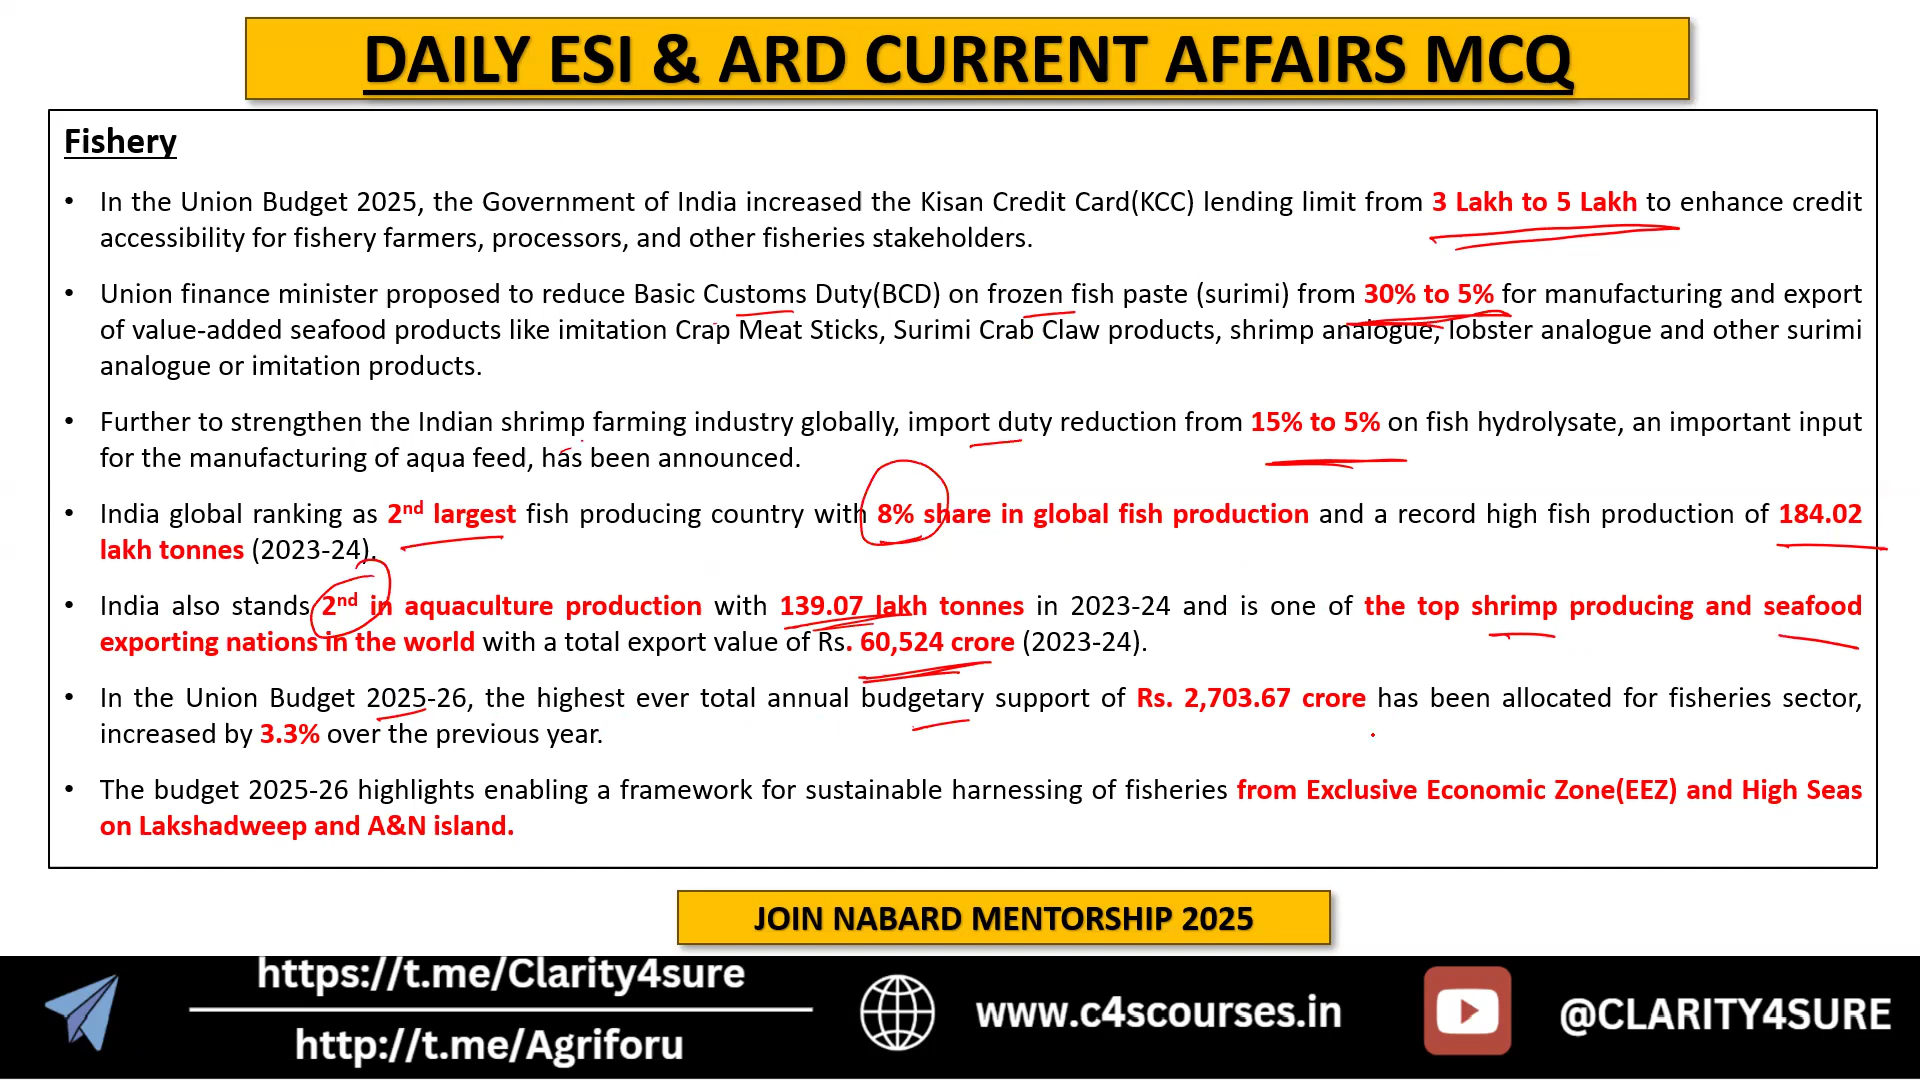 DAILY ESI & ARD CURRENT AFFAIRS MCQ
Fishery
• In the Union Budget 2025, the Government of India increased the Kisan Credit Card(KCC) lending limit from 3 Lakh to 5 Lakh to enhance credit
accessibility for fishery farmers, processors, and other fisheries stakeholders.
• Union finance minister proposed to reduce Basic Customs Duty(BCD) on frozen fish paste (surimi) from 30% to 5% for manufacturing and export
of value-added seafood products like imitation Crap Meat Sticks, Surimi Crab Claw products, shrimp analogue, lobster analogue and other surimi
analogue or imitation products.
• Further to strengthen the Indian shrimp farming industry globally, import duty reduction from 15% to 5% on fish hydrolysate, an important input
for the manufacturing of aqua feed, has been announced.
• India global ranking as 2nd largest fish producing country with 8% share in global fish production and a record high fish production of 184.02
lakh tonnes (2023-24).
• India also stands 2nd in aquaculture production with 139.07 lakh tonnes in 2023-24 and is one of the top shrimp producing and seafood
exporting nations in the world with a total export value of Rs. 60,524 crore (2023-24).
• In the Union Budget 2025-26, the highest ever total annual budgetary support of Rs. 2,703.67 crore has been allocated for fisheries sector,
increased by 3.3% over the previous year.
• The budget 2025-26 highlights enabling a framework for sustainable harnessing of fisheries from Exclusive Economic Zone(EEZ) and High Seas
on Lakshadweep and A&N island.
JOIN NABARD MENTORSHIP 2025
https://t.me/Clarity4sure
http://t.me/Agriforu
www.c4scourses.in
@CLARITY4SURE